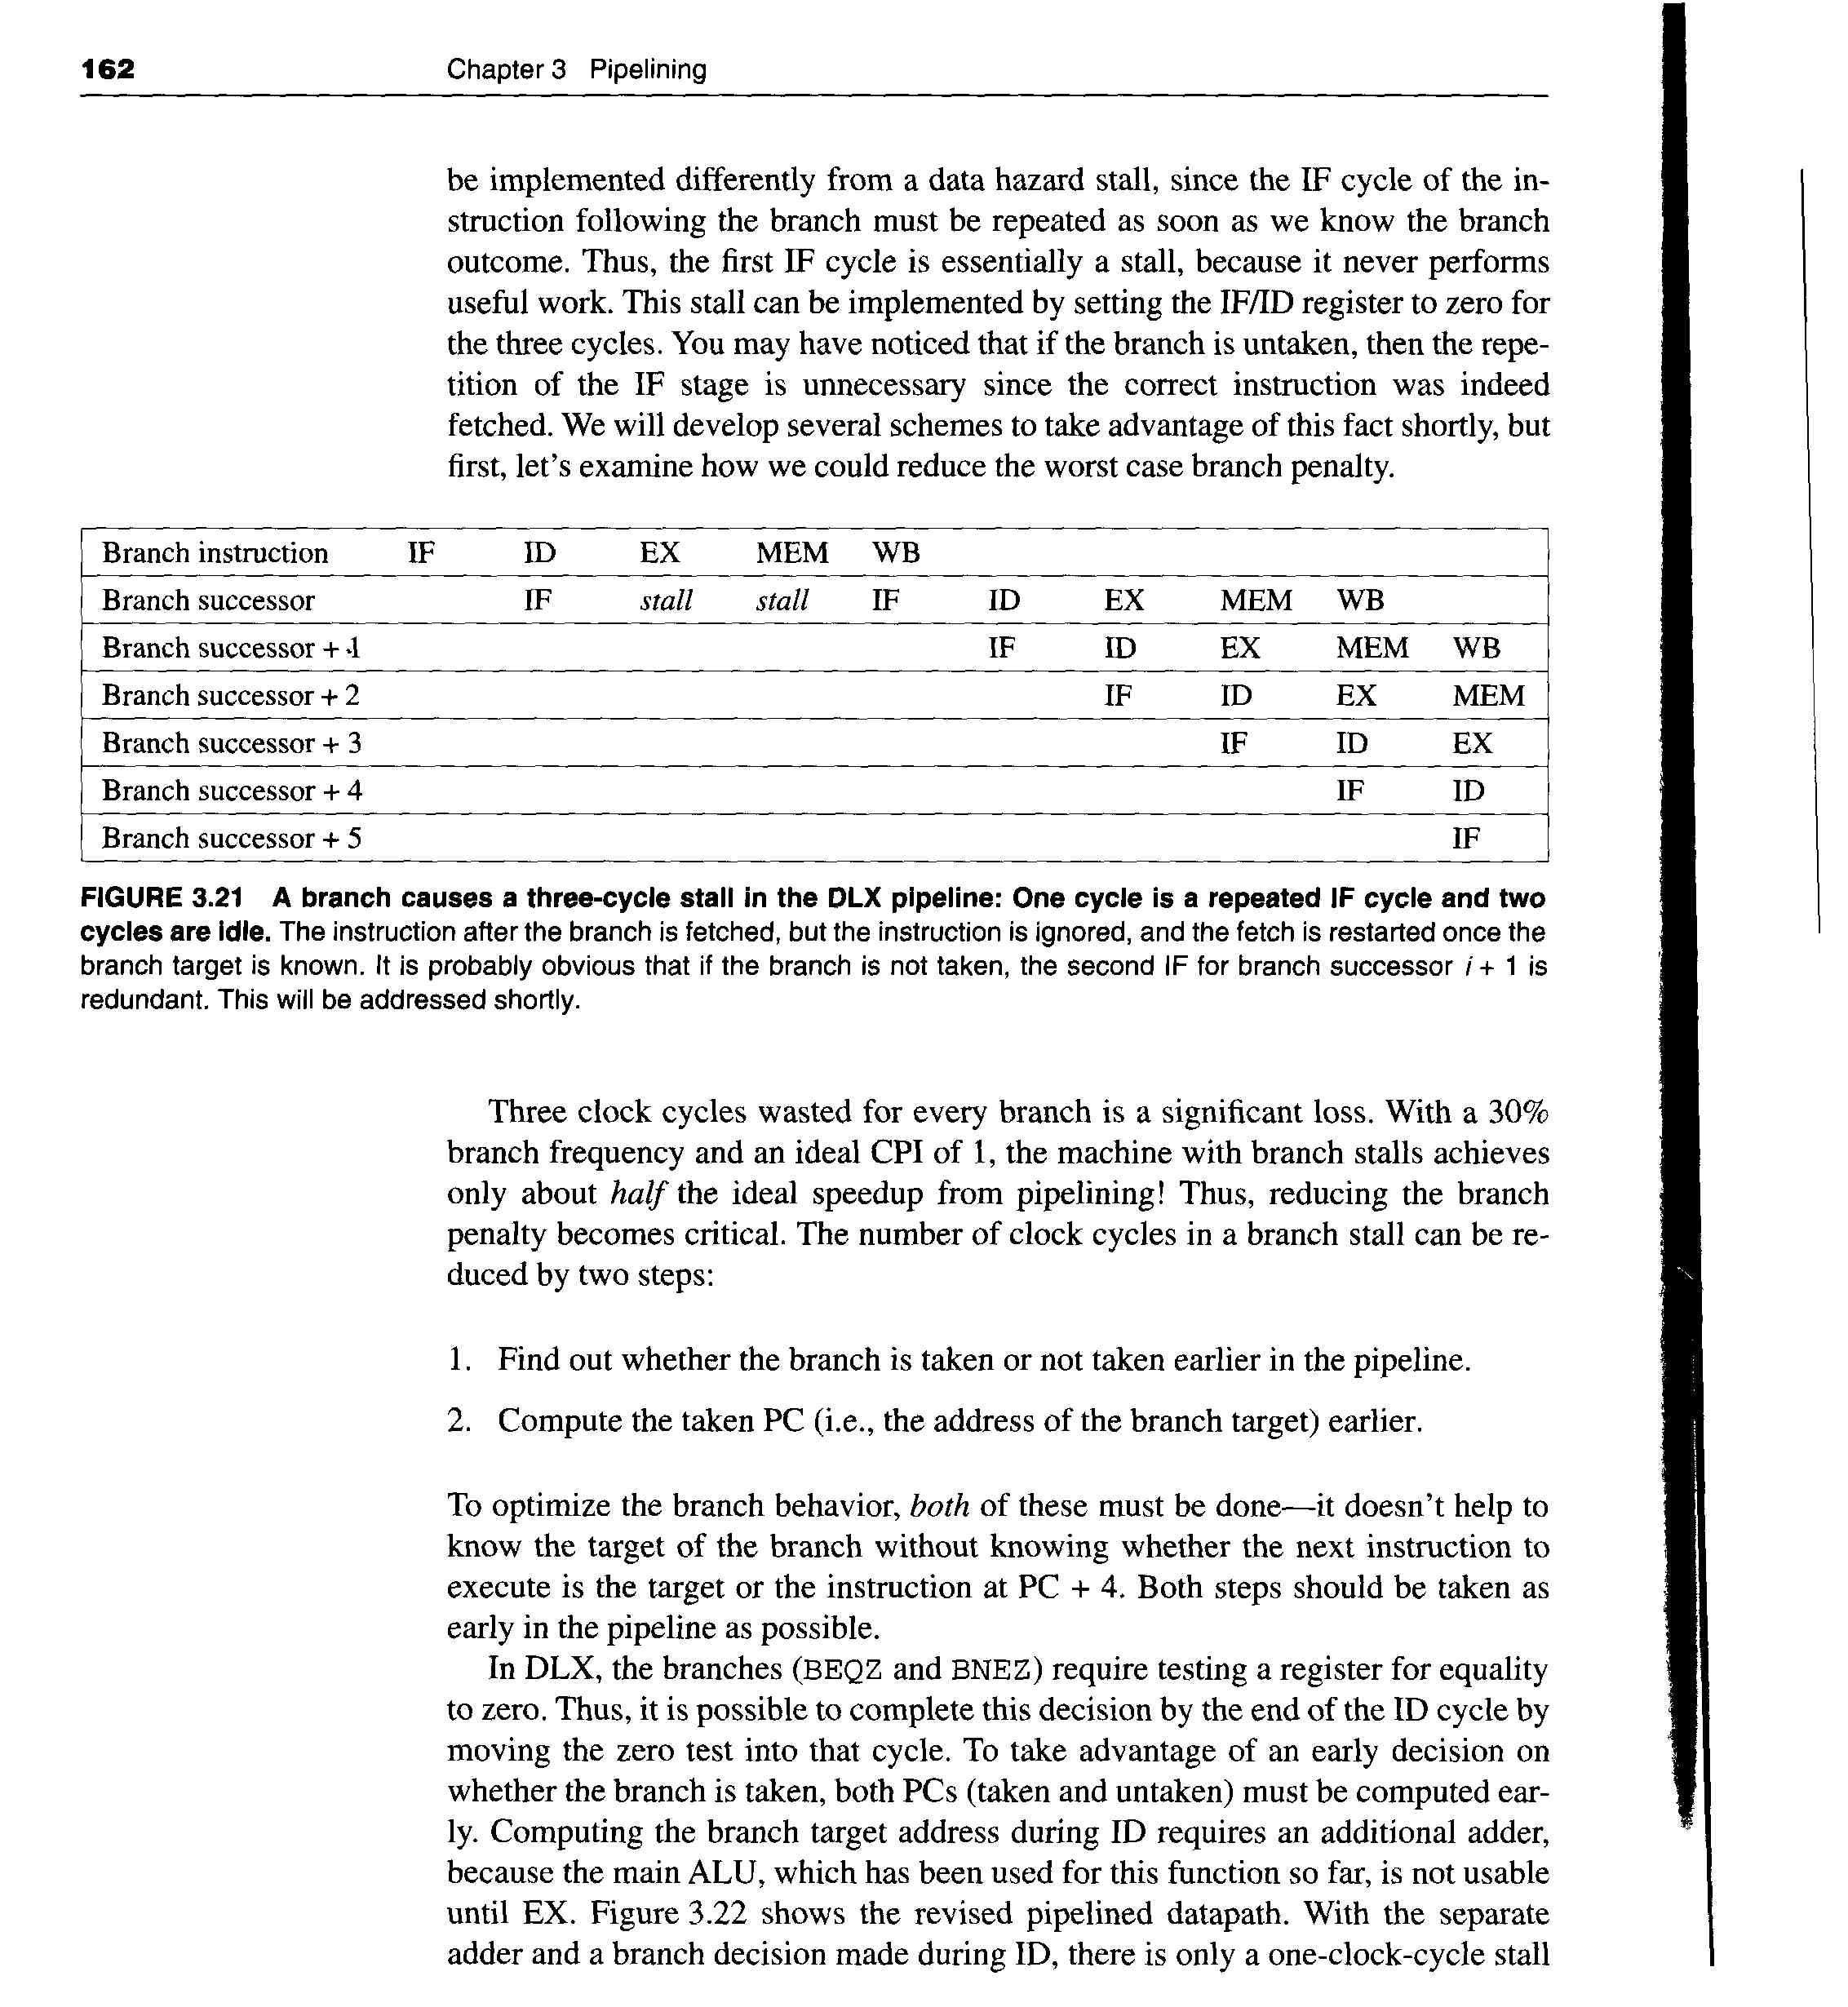 162 Chapter 3 Pipelining
be implemented differently from a data hazard stall, since the IF cycle of the in-
struction following the branch must be repeated as soon as we know the branch
outcome. Thus, the first IF cycle is essentially a stall, because it never performs
useful work. This stall can be implemented by setting the IF/ID register to zero for
the three cycles. You may have noticed that if the branch is untaken, then the repe-
tition of the IF stage is unnecessary since the correct instruction was indeed
fetched. We will develop several schemes to take advantage of this fact shortly, but
first, let's examine how we could reduce the worst case branch penalty.
Branch instruction IF ID EX MEM WB
Branch successor IF stall stall IF ID EX MEM WB
Branch successor + 1 IF ID EX MEM WB
Branch successor + 2 IF ID EX MEM
Branch successor + 3 IF ID EX
Branch successor + 4 IF ID
Branch successor + 5 IF
FIGURE 3.21 A branch causes a three-cycle stall in the DLX pipeline: One cycle is a repeated IF cycle and two
cycles are idle. The instruction after the branch is fetched, but the instruction is ignored, and the fetch is restarted once the
branch target is known. It is probably obvious that if the branch is not taken, the second IF for branch successor i + 1 is
redundant. This will be addressed shortly.
Three clock cycles wasted for every branch is a significant loss. With a 30%
branch frequency and an ideal CPI of 1, the machine with branch stalls achieves
only about half the ideal speedup from pipelining! Thus, reducing the branch
penalty becomes critical. The number of clock cycles in a branch stall can be re-
duced by two steps:
1. Find out whether the branch is taken or not taken earlier in the pipeline.
2. Compute the taken PC (i.e., the address of the branch target) earlier.
To optimize the branch behavior, both of these must be done—it doesn't help to
know the target of the branch without knowing whether the next instruction to
execute is the target or the instruction at PC + 4. Both steps should be taken as
early in the pipeline as possible.
In DLX, the branches (BEQZ and BNEZ) require testing a register for equality
to zero. Thus, it is possible to complete this decision by the end of the ID cycle by
moving the zero test into that cycle. To take advantage of an early decision on
whether the branch is taken, both PCs (taken and untaken) must be computed ear-
ly. Computing the branch target address during ID requires an additional adder,
because the main ALU, which has been used for this function so far, is not usable
until EX. Figure 3.22 shows the revised pipelined datapath. With the separate
adder and a branch decision made during ID, there is only a one-clock-cycle stall